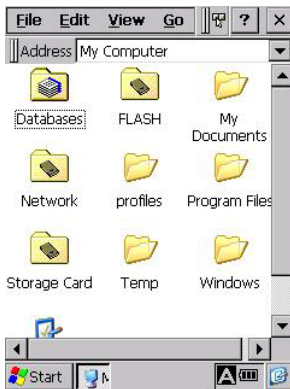 File Edit View Go ?
Address My Computer
Databases FLASH My Documents
Network profiles Program Files
Storage Card Temp Windows
Start A